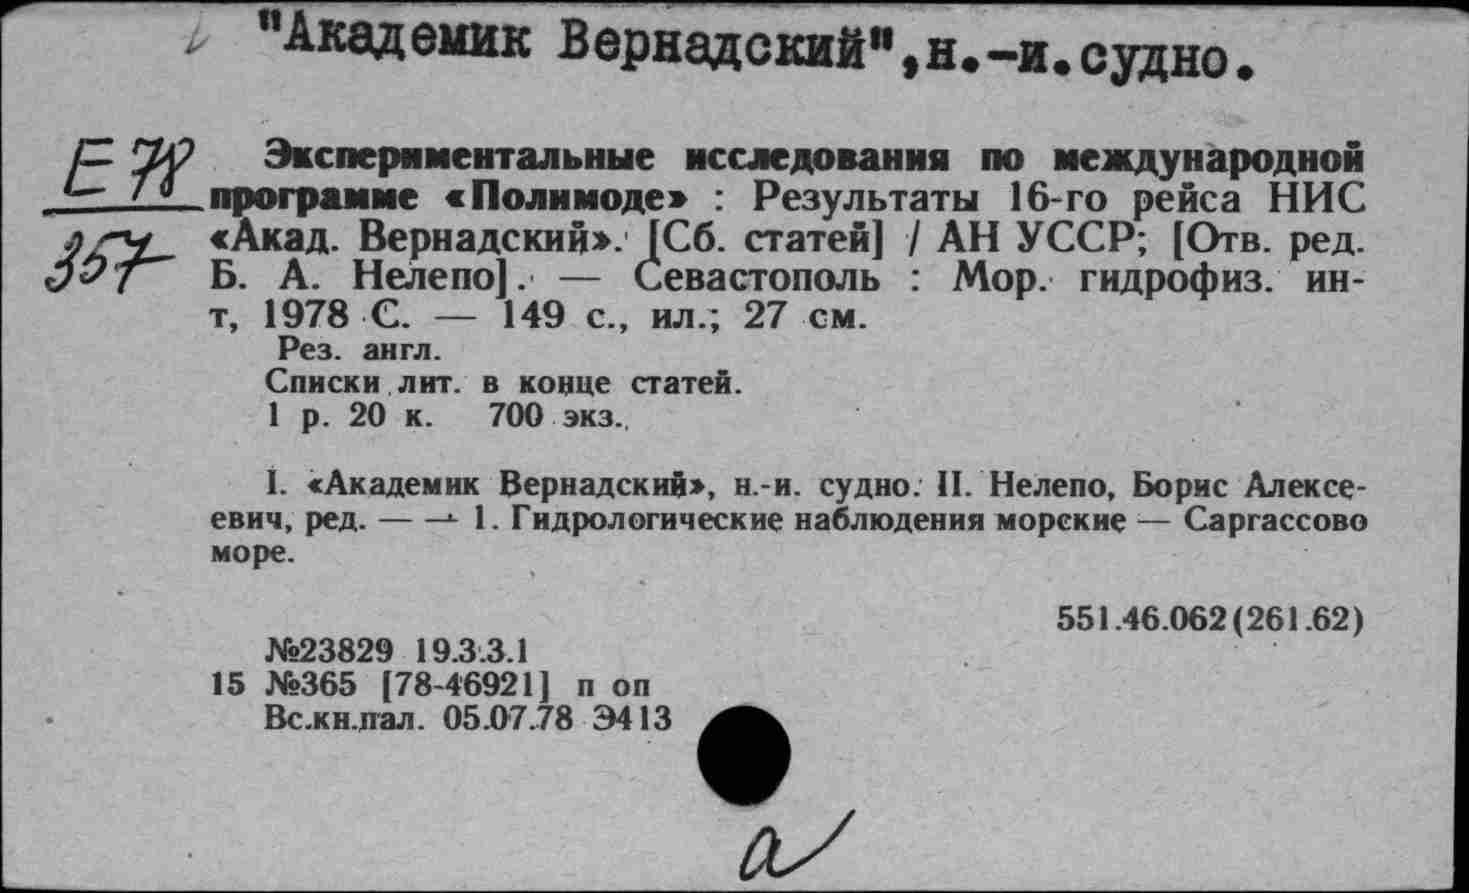 "Академик Вернадский",н.-и.судно.
Е 78
357
Экспериментальные исследования по международной
программе «Полимоде» : Результаты 16-го рейса НИС
«Акад. Вернадский». [Сб. статей] / АН УССР; [Отв. ред.
Б. А. Нелепо]. — Севастополь : Мор. гидрофиз. ин-
т, 1978 С. — 149 с., ил.; 27 см.
Рез. англ.
Списки лит. в конце статей.
1 р. 20 к. 700 экз.
I. «Академик Вернадский», н.-и. судно. II. Нелепо, Борис Алексе-
евич, ред. — — 1. Гидрологические наблюдения морские — Саргассово
море.
551.46.062(261.62)
№23829 19.3.3.1
15 №365 [78-46921] п оп
Вс.кн.пал. 05.07.78 Э413
а